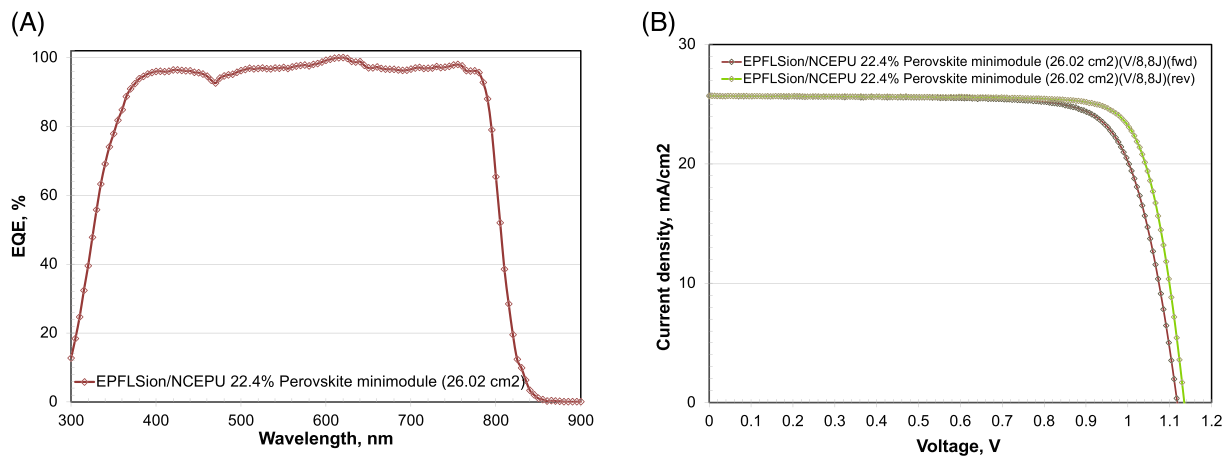 (A)
100
80
60
40
20
0
EQE, %
EPFLSion/NCEPU 22.4% Perovskite minimodule (26.02 cm2)
300 400 500 600 700 800 900
Wavelength, nm
(B)
30
20
10
0
Current density, mA/cm2
EPFLSion/NCEPU 22.4% Perovskite minimodule (26.02 cm2)(V/8,8J)(fwd)
EPFLSion/NCEPU 22.4% Perovskite minimodule (26.02 cm2)(V/8,8J)(rev)
0 0.1 0.2 0.3 0.4 0.5 0.6 0.7 0.8 0.9 1 1.1 1.2
Voltage, V